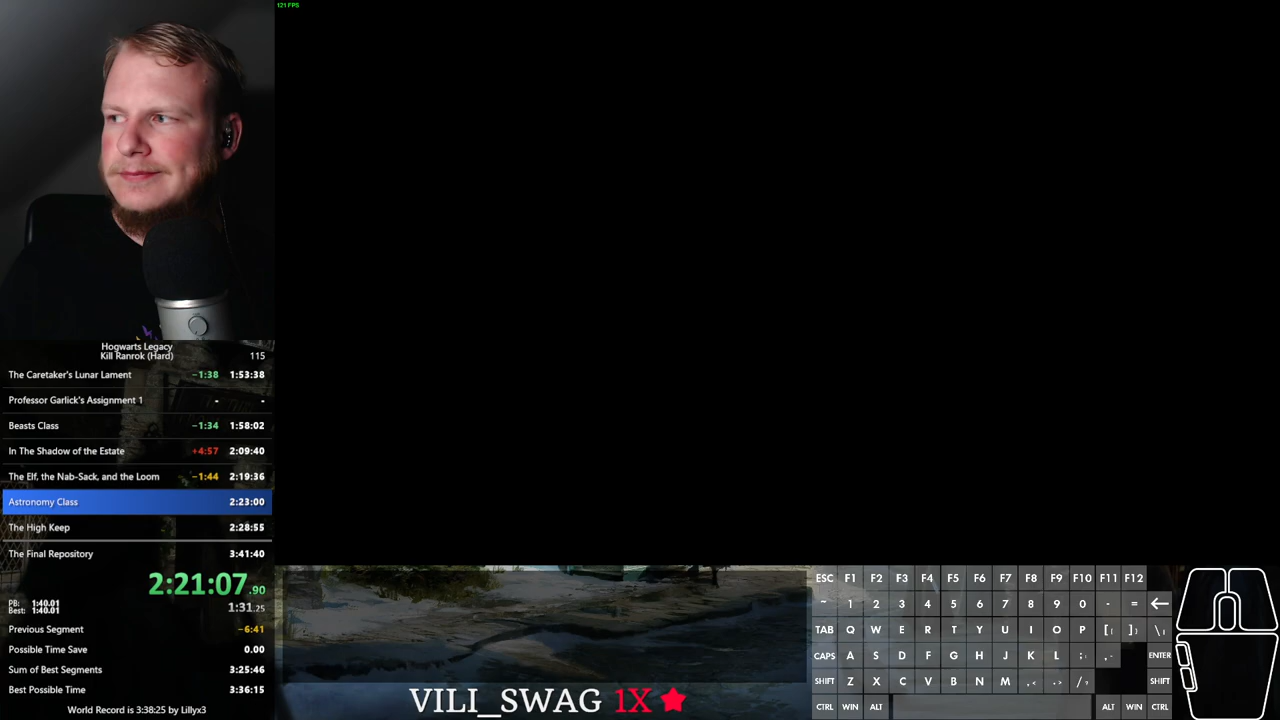 121 FPS
Hogwarts Legacy
Kill Ranrok (Hard) 115
The Caretaker's Lunar Lament −1:38 1:53:38
Professor Garlick's Assignment 1 - -
Beasts Class −1:34 1:58:02
In The Shadow of the Estate +4:57 2:09:40
The Elf, the Nab-Sack, and the Loom −1:44 2:19:36
Astronomy Class 2:23:00
The High Keep 2:28:55
The Final Repository 3:41:40
2:21:07.90
PB: 1:40.01
Best: 1:40.01
1:31.25
Previous Segment −6:41
Possible Time Save 0.00
Sum of Best Segments 3:25:46
Best Possible Time 3:36:15
World Record is 3:38:25 by Lillyx3
VILI_SWAG 1X
ESC F1 F2 F3 F4 F5 F6 F7 F8 F9 F10 F11 F12
~ 1 2 3 4 5 6 7 8 9 0 - =
TAB Q W E R T Y U I O P [{ ]} \|
CAPS A S D F G H J K L ;: ,. ENTER
SHIFT Z X C V B N M ,< .> /? SHIFT
CTRL WIN ALT ALT WIN CTRL